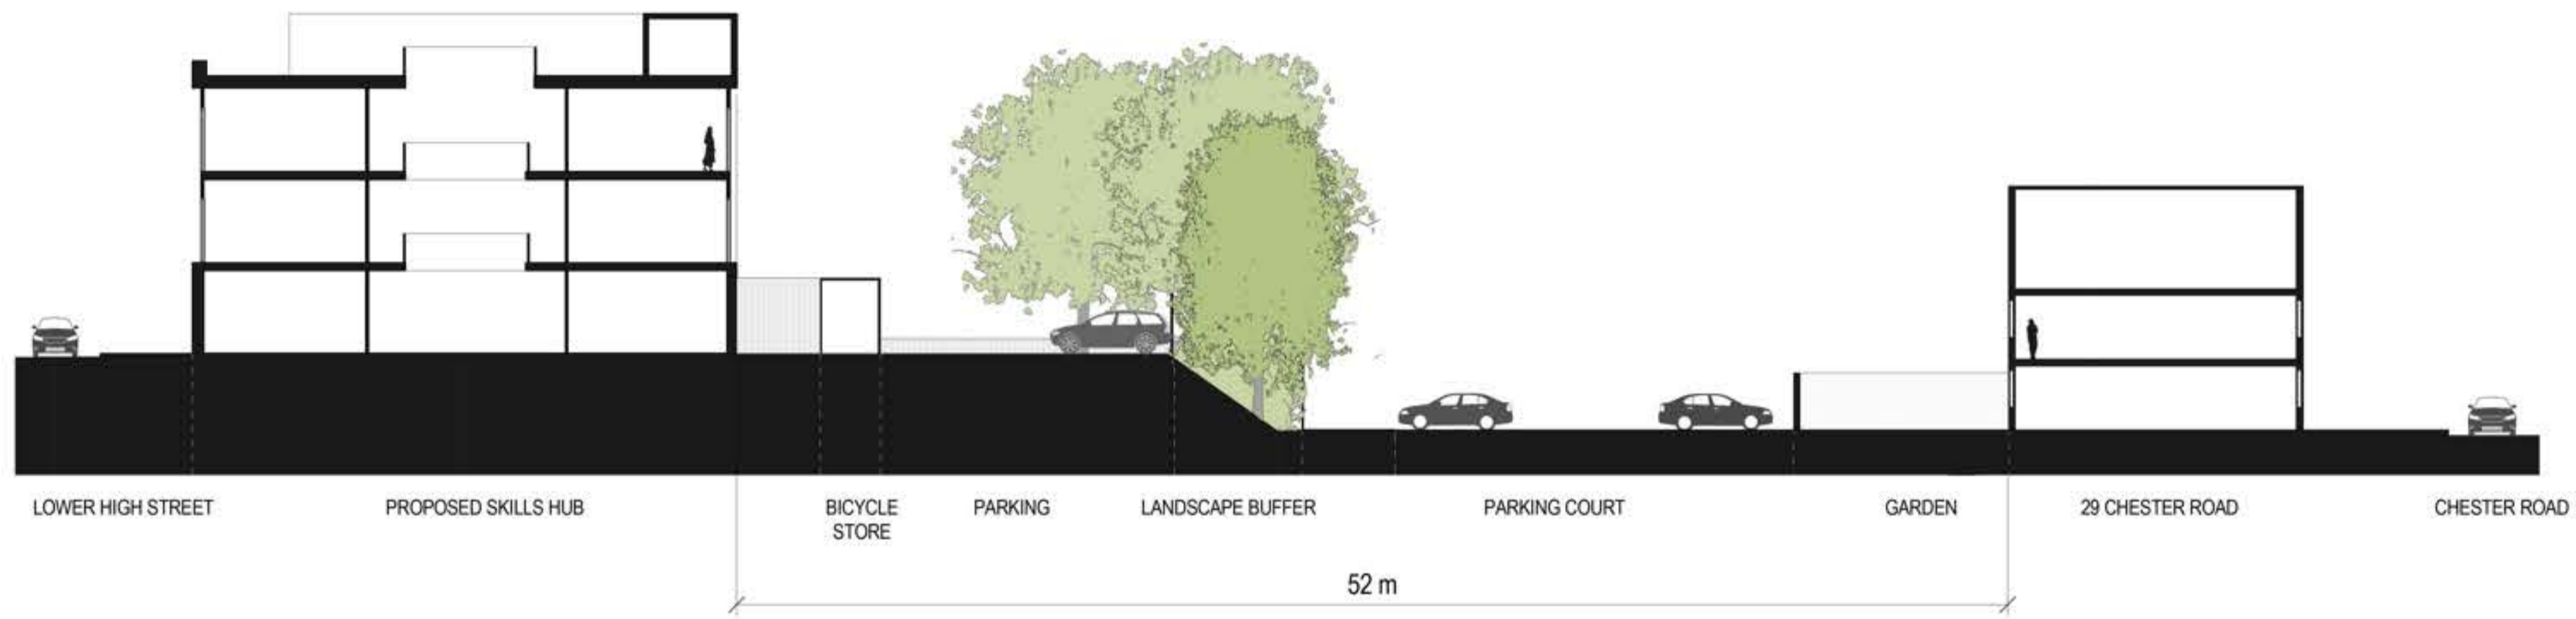 LOWER HIGH STREET
PROPOSED SKILLS HUB
BICYCLE
STORE
PARKING
LANDSCAPE BUFFER
PARKING COURT
GARDEN
29 CHESTER ROAD
CHESTER ROAD
52 m